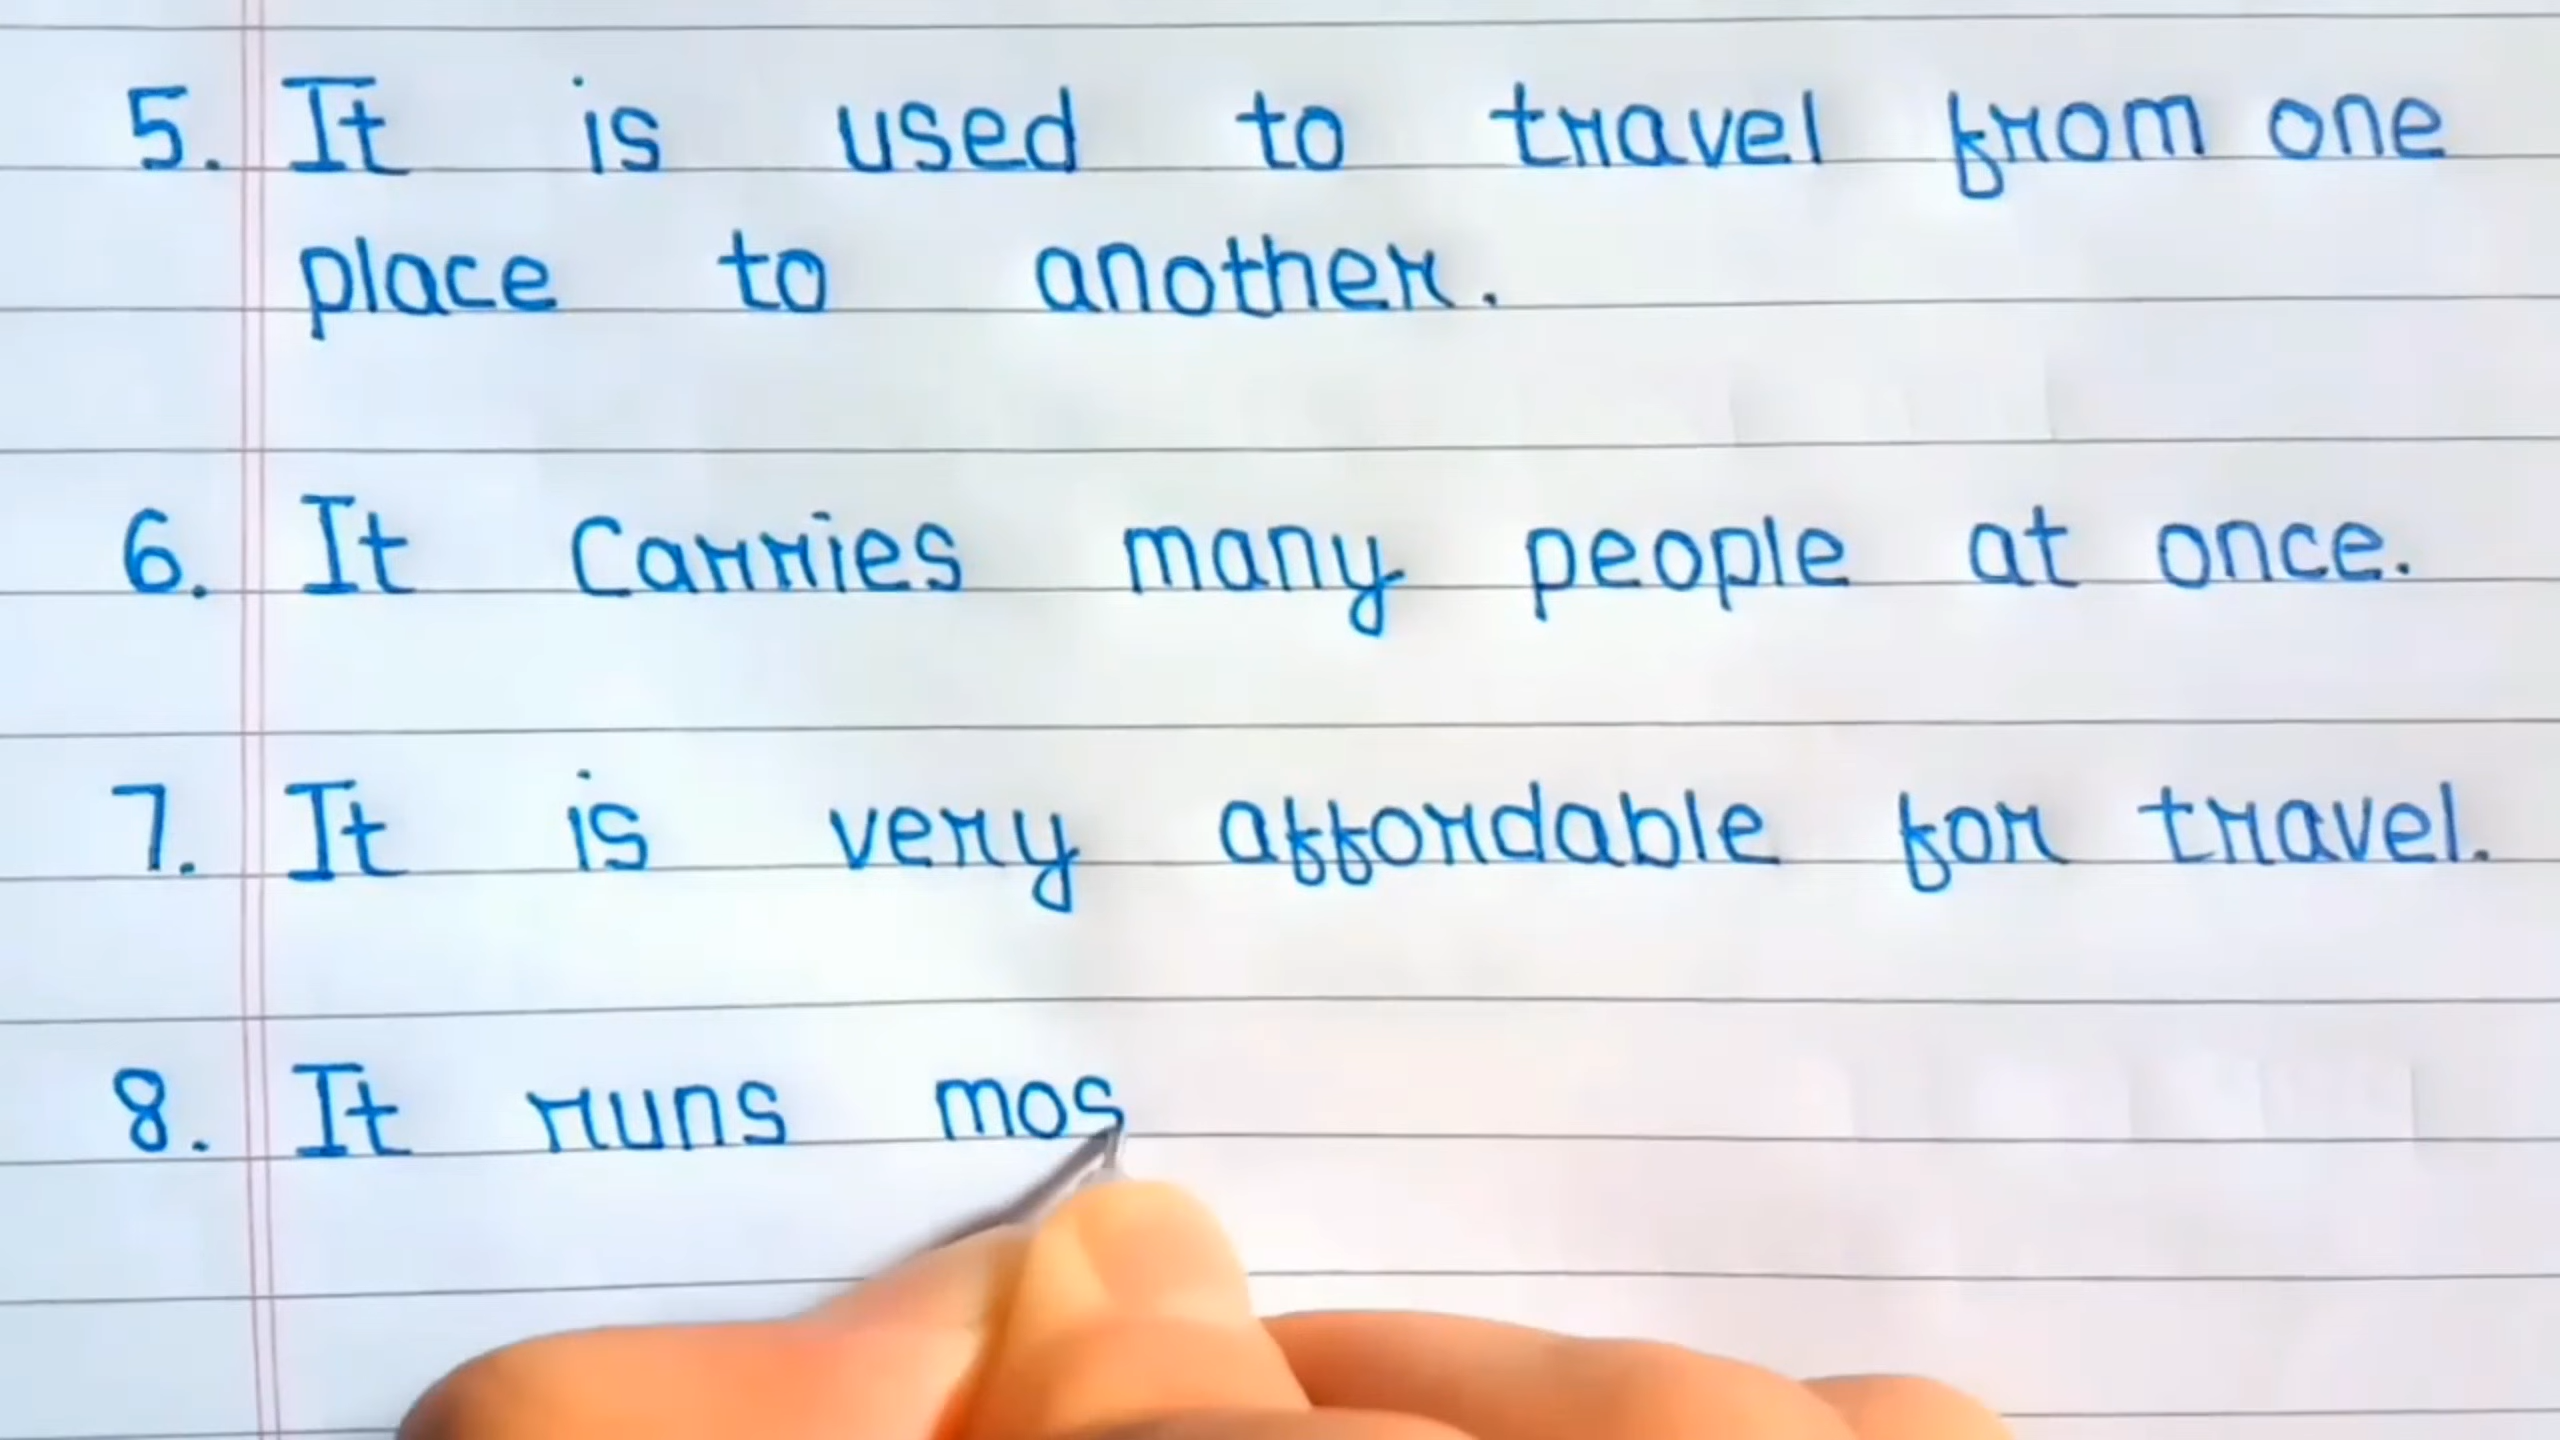 5. It is used to travel from one
place to another.
6. It Carries many people at once.
7. It is very affordable for travel.
8. It runs mos